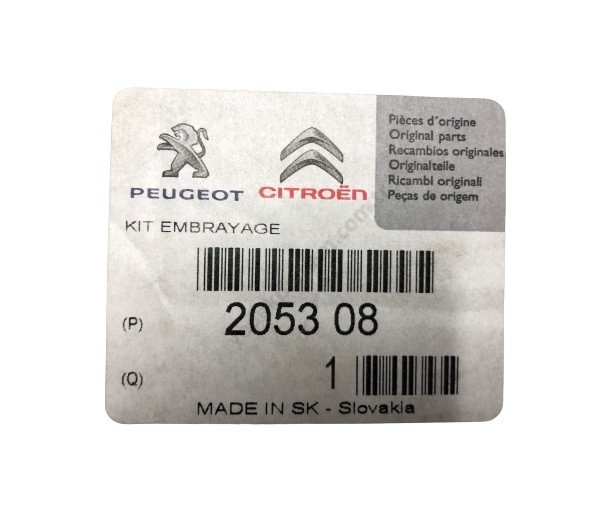 PEUGEOT
CITROËN
Pièces d'origine
Original parts
Recambios originales
Originalteile
Ricambi originali
Peças de origem
KIT EMBRAYAGE
(P) 2053 08
(Q) 1
MADE IN SK - Slovakia